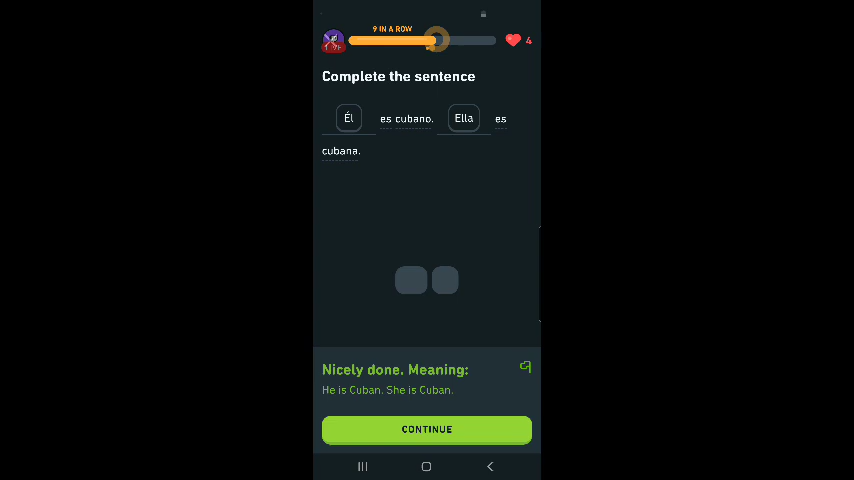 9 IN A ROW
4
Complete the sentence
Él es cubano. Ella es
cubana.
Nicely done. Meaning:
He is Cuban. She is Cuban.
CONTINUE